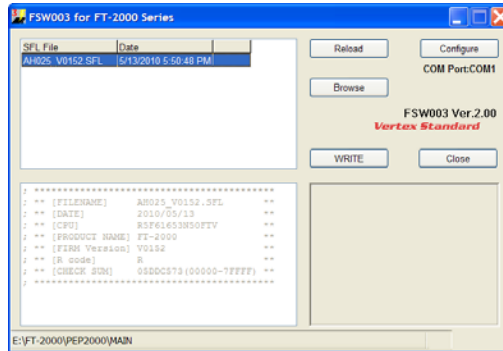 FSW003 for FT-2000 Series
SFL File Date
AH025_V0152.SFL 5/13/2010 5:50:48 PM
Reload Configure
COM Port:COM1
Browse
FSW003 Ver.2.00
Vertex Standard
WRITE Close
; *****************************************
; ** [FILENAME] AH025_V0152.SFL **
; ** [DATE] 2010/05/13 **
; ** [CPU] R5F61653N50FTV **
; ** [PRODUCT NAME] FT-2000 **
; ** [FIRM Version] V0152 **
; ** [R code] R **
; ** [CHECK SUM] 05DDC573(00000-7FFFF) **
; *****************************************
E:\FT-2000\PEP2000\MAIN